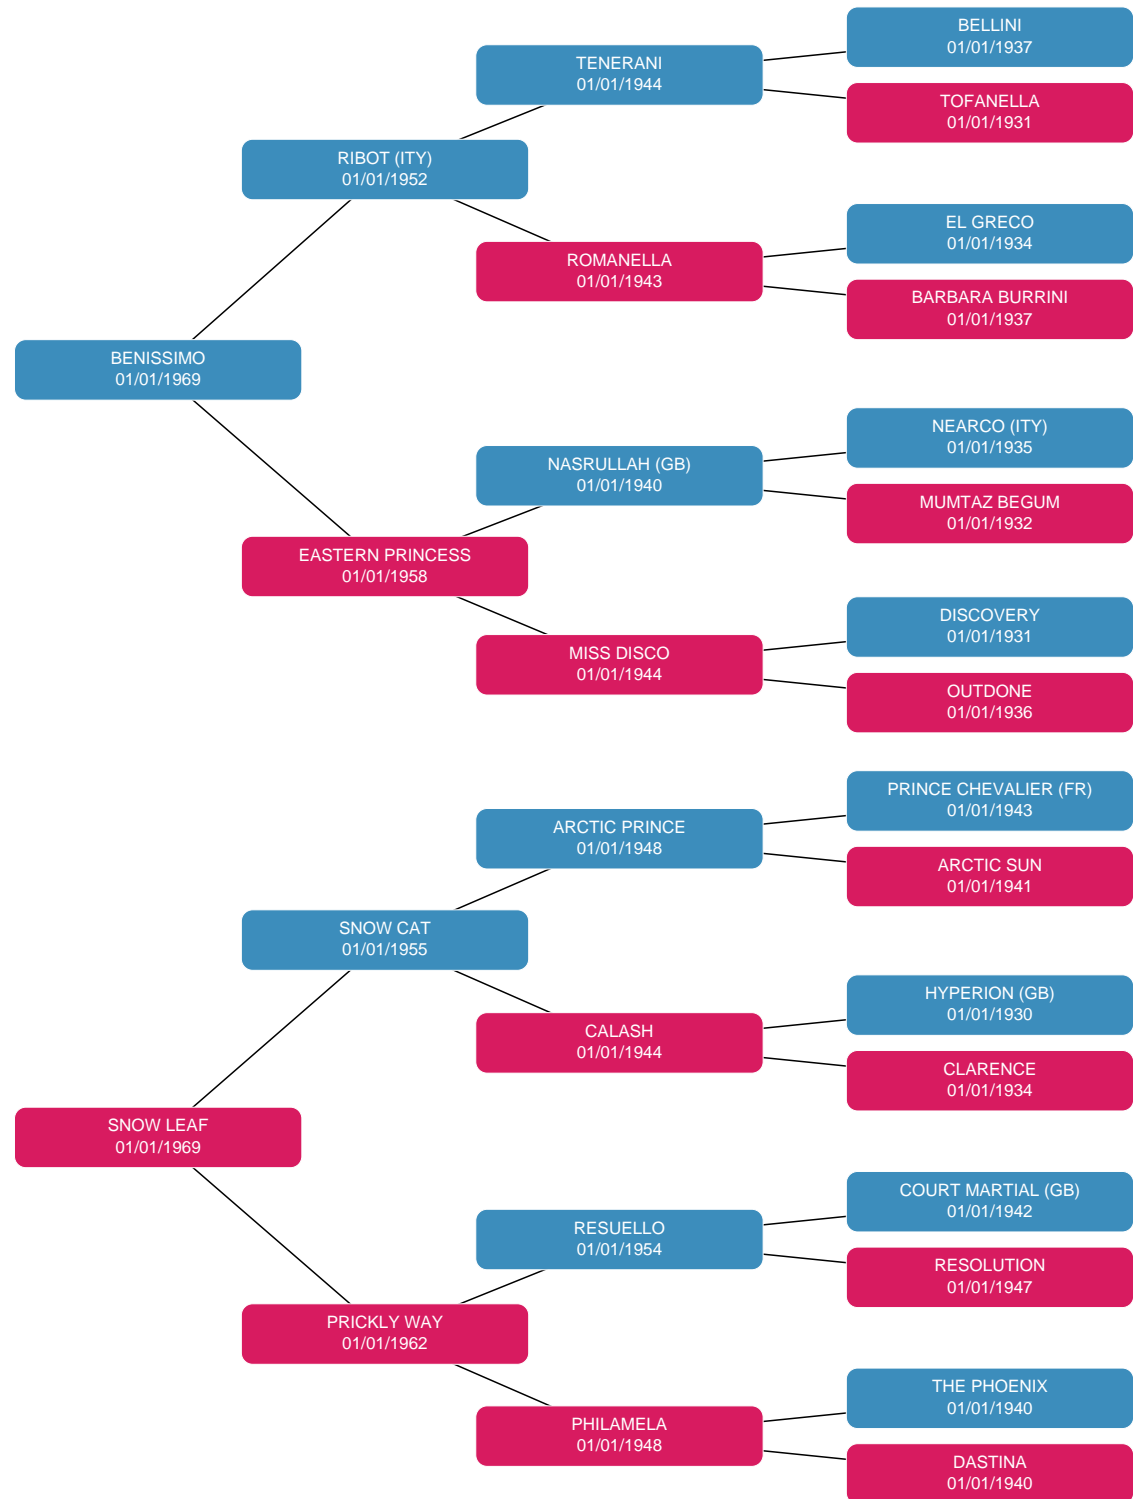 BELLINI
01/01/1937
TENERANI
01/01/1944
TOFANELLA
01/01/1931
RIBOT (ITY)
01/01/1952
EL GRECO
01/01/1934
ROMANELLA
01/01/1943
BARBARA BURRINI
01/01/1937
BENISSIMO
01/01/1969
NEARCO (ITY)
01/01/1935
NASRULLAH (GB)
01/01/1940
MUMTAZ BEGUM
01/01/1932
EASTERN PRINCESS
01/01/1958
DISCOVERY
01/01/1931
MISS DISCO
01/01/1944
OUTDONE
01/01/1936
PRINCE CHEVALIER (FR)
01/01/1943
ARCTIC PRINCE
01/01/1948
ARCTIC SUN
01/01/1941
SNOW CAT
01/01/1955
HYPERION (GB)
01/01/1930
CALASH
01/01/1944
CLARENCE
01/01/1934
SNOW LEAF
01/01/1969
COURT MARTIAL (GB)
01/01/1942
RESUELLO
01/01/1954
RESOLUTION
01/01/1947
PRICKLY WAY
01/01/1962
THE PHOENIX
01/01/1940
PHILAMELA
01/01/1948
DASTINA
01/01/1940